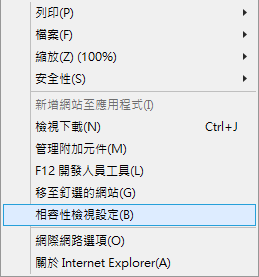 列印(P)
檔案(F)
縮放(Z) (100%)
安全性(S)
新增網站至應用程式(I)
檢視下載(N) Ctrl+J
管理附加元件(M)
F12 開發人員工具(L)
移至釘選的網站(G)
相容性檢視設定(B)
網際網路選項(O)
關於 Internet Explorer(A)